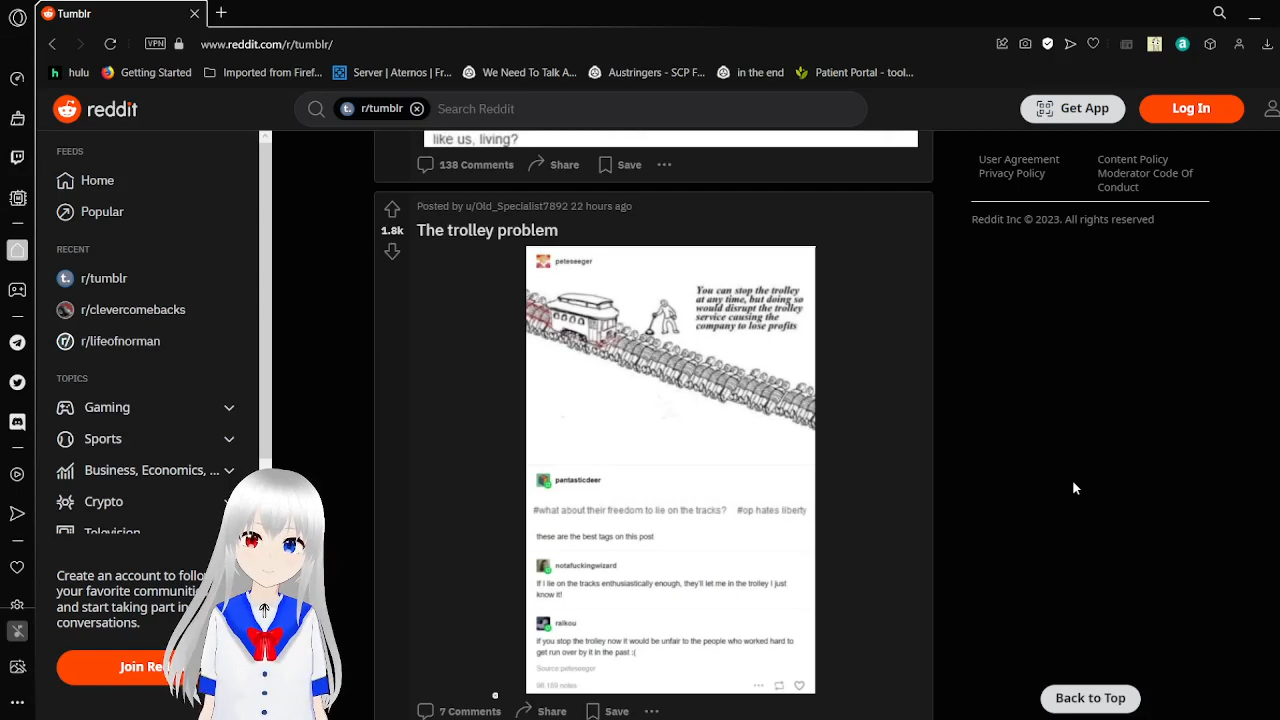 Tumblr
VPN
www.reddit.com/r/tumblr/
hulu
Getting Started
Imported from Firef...
Server | Aternos | Fr...
We Need To Talk A...
Austringers - SCP F...
in the end
Patient Portal - tool...
reddit
r/tumblr
Search Reddit
Get App
Log In
FEEDS
Home
Popular
RECENT
r/tumblr
r/clevercomebacks
r/lifeofnorman
TOPICS
Gaming
Sports
Business, Economics, ...
Crypto
Television
Create an account to follo
favorite commu
and start taking part in
conversations.
Join Re
like us, living?
138 Comments
Share
Save
Posted by u/Old_Specialist7892 22 hours ago
1.8k
The trolley problem
peteseeger
You can stop the trolley
at any time, but doing so
would disrupt the trolley
service causing the
company to lose profits
pantasticdeer
#what about their freedom to lie on the tracks? #op hates liberty
these are the best tags on this post
notafuckingwizard
If I lie on the tracks enthusiastically enough, they'll let me in the trolley I just
know it!
ralkou
if you stop the trolley now it would be unfair to the people who worked hard to
get run over by it in the past :(
Source:peteseeger
notes
7 Comments
Share
Save
User Agreement
Privacy Policy
Content Policy
Moderator Code Of
Conduct
Reddit Inc © 2023. All rights reserved
Back to Top